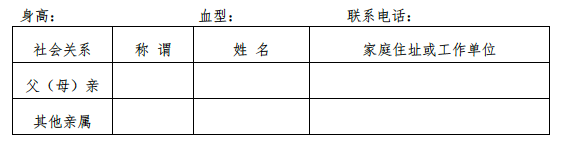 身高： 血型： 联系电话：
社会关系 称 谓 姓 名 家庭住址或工作单位
父（母）亲
其他亲属